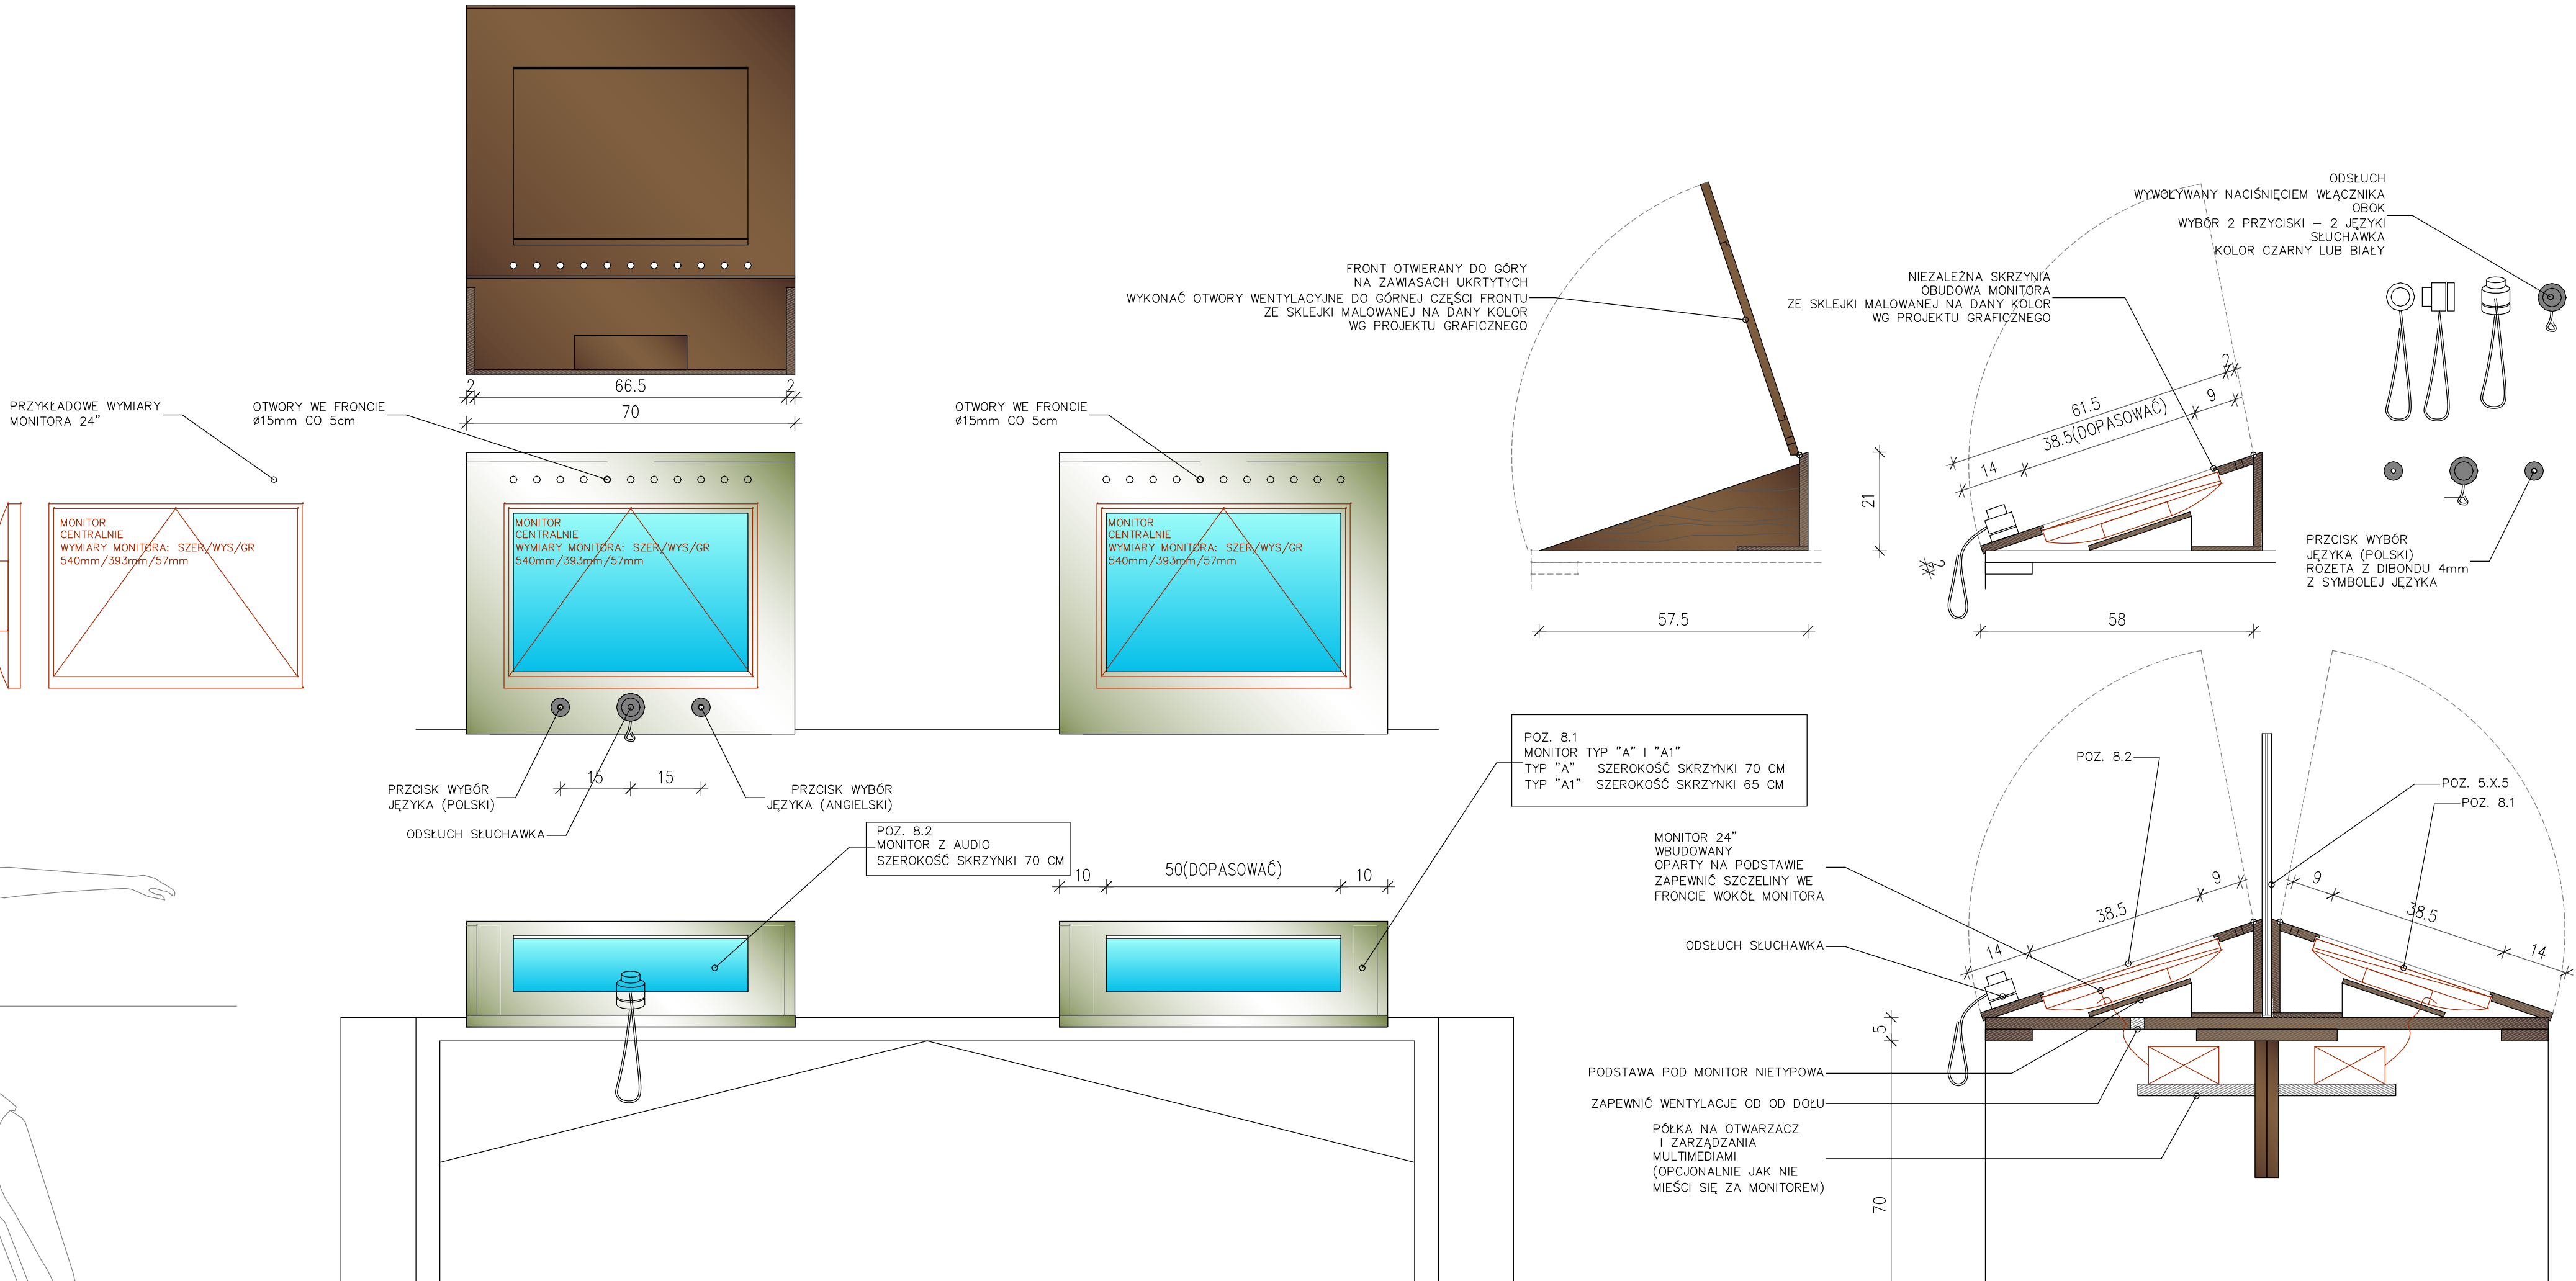 2
66.5
2
70
PRZYKŁADOWE WYMIARY
MONITORA 24"
OTWORY WE FRONCIE
ø15mm CO 5cm
OTWORY WE FRONCIE
ø15mm CO 5cm
MONITOR
CENTRALNIE
WYMIARY MONITORA: SZER/WYS/GR
540mm/393mm/57mm
MONITOR
CENTRALNIE
WYMIARY MONITORA: SZER/WYS/GR
540mm/393mm/57mm
MONITOR
CENTRALNIE
WYMIARY MONITORA: SZER/WYS/GR
540mm/393mm/57mm
15
15
PRZCISK WYBÓR
JĘZYKA (POLSKI)
PRZCISK WYBÓR
JĘZYKA (ANGIELSKI)
ODSŁUCH SŁUCHAWKA
POZ. 8.2
MONITOR Z AUDIO
SZEROKOŚĆ SKRZYNKI 70 CM
10
50(DOPASOWAĆ)
10
FRONT OTWIERANY DO GÓRY
NA ZAWIASACH UKRTYTYCH
WYKONAĆ OTWORY WENTYLACYJNE DO GÓRNEJ CZĘŚCI FRONTU
ZE SKLEJKI MALOWANEJ NA DANY KOLOR
WG PROJEKTU GRAFICZNEGO
57.5
21
NIEZALEŻNA SKRZYNIA
OBUDOWA MONITORA
ZE SKLEJKI MALOWANEJ NA DANY KOLOR
WG PROJEKTU GRAFICZNEGO
ODSŁUCH
WYWOŁYWANY NACIŚNIĘCIEM WŁĄCZNIKA
OBOK
WYBÓR 2 PRZYCISKI – 2 JĘZYKI
SŁUCHAWKA
KOLOR CZARNY LUB BIAŁY
2
61.5
9
38.5(DOPASOWAĆ)
14
2
58
PRZCISK WYBÓR
JĘZYKA (POLSKI)
ROZETA Z DIBONDU 4mm
Z SYMBOLEJ JĘZYKA
POZ. 8.1
MONITOR TYP "A" I "A1"
TYP "A" SZEROKOŚĆ SKRZYNKI 70 CM
TYP "A1" SZEROKOŚĆ SKRZYNKI 65 CM
POZ. 8.2
POZ. 5.X.5
POZ. 8.1
MONITOR 24"
WBUDOWANY
OPARTY NA PODSTAWIE
ZAPEWNIĆ SZCZELINY WE
FRONCIE WOKÓŁ MONITORA
ODSŁUCH SŁUCHAWKA
9
38.5
14
9
38.5
14
5
70
PODSTAWA POD MONITOR NIETYPOWA
ZAPEWNIĆ WENTYLACJE OD OD DOŁU
PÓŁKA NA OTWARZACZ
I ZARZĄDZANIA
MULTIMEDIAMI
(OPCJONALNIE JAK NIE
MIEŚCI SIĘ ZA MONITOREM)